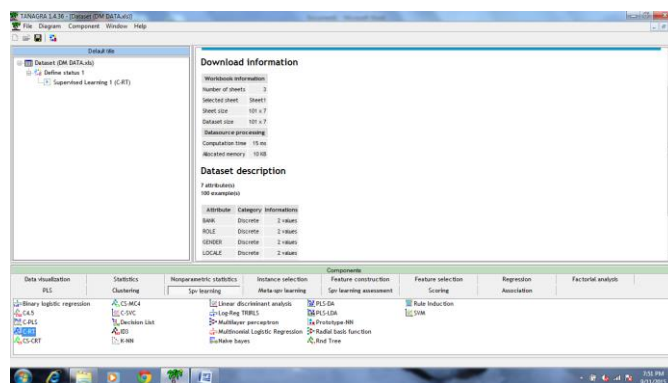 TANAGRA 1.4.36 - [Dataset (DM DATA.xls)]
File Diagram Component Window Help
Default title
Dataset (DM DATA.xls)
Define status 1
Supervised Learning 1 (C-RT)
Download information
Workbook information
Number of sheets 3
Selected sheet Sheet1
Sheet size 101 x 7
Dataset size 101 x 7
Datasource processing
Computation time 15 ms
Allocated memory 10 KB
Dataset description
7 attribute(s)
100 example(s)
Attribute Category Informations
BANK Discrete 2 values
ROLE Discrete 2 values
GENDER Discrete 2 values
LOCALE Discrete 2 values
Components
Data visualization Statistics Nonparametric statistics Instance selection Feature construction Feature selection Regression Factorial analysis
PLS Clustering Spv learning Meta-spv learning Spv learning assessment Scoring Association
Binary logistic regression CS-MC4 Linear discriminant analysis PLS-DA Rule Induction
C4.5 C-SVC Log-Reg TRIRLS PLS-LDA SVM
C-PLS Decision List Multilayer perceptron Prototype-NN
C-RT ID3 Multinomial Logistic Regression Radial basis function
CS-CRT K-NN Naive bayes Rnd Tree
7:51 PM